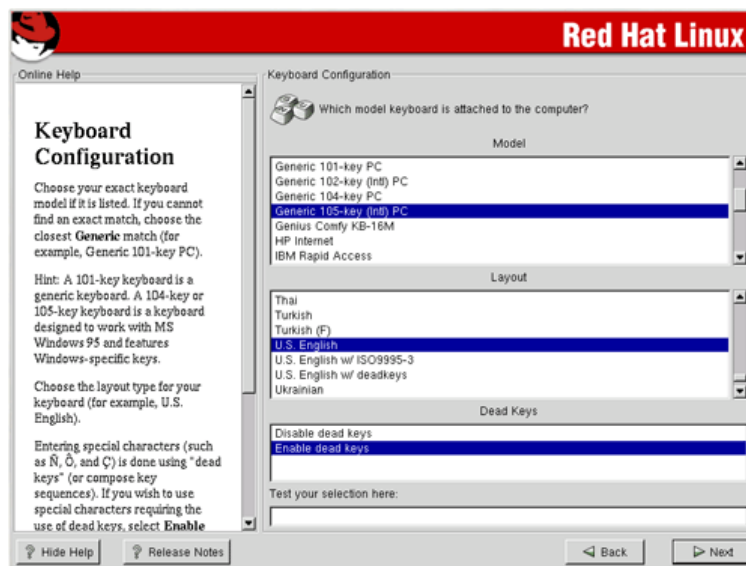 Red Hat Linux
Online Help
Keyboard
Configuration
Choose your exact keyboard
model if it is listed. If you cannot
find an exact match, choose the
closest Generic match (for
example, Generic 101-key PC).
Hint: A 101-key keyboard is a
generic keyboard. A 104-key or
105-key keyboard is a keyboard
designed to work with MS
Windows 95 and features
Windows-specific keys.
Choose the layout type for your
keyboard (for example, U.S.
English).
Entering special characters (such
as Ñ, Ô, and Ç) is done using "dead
keys" (or compose key
sequences). If you wish to use
special characters requiring the
use of dead keys, select Enable
Keyboard Configuration
Which model keyboard is attached to the computer?
Model
Generic 101-key PC
Generic 102-key (Intl) PC
Generic 104-key PC
Generic 105-key (Intl) PC
Genius Comfy KB-16M
HP Internet
IBM Rapid Access
Layout
Thai
Turkish
Turkish (F)
U.S. English
U.S. English w/ ISO9995-3
U.S. English w/ deadkeys
Ukrainian
Dead Keys
Disable dead keys
Enable dead keys
Test your selection here:
Hide Help
Release Notes
Back
Next